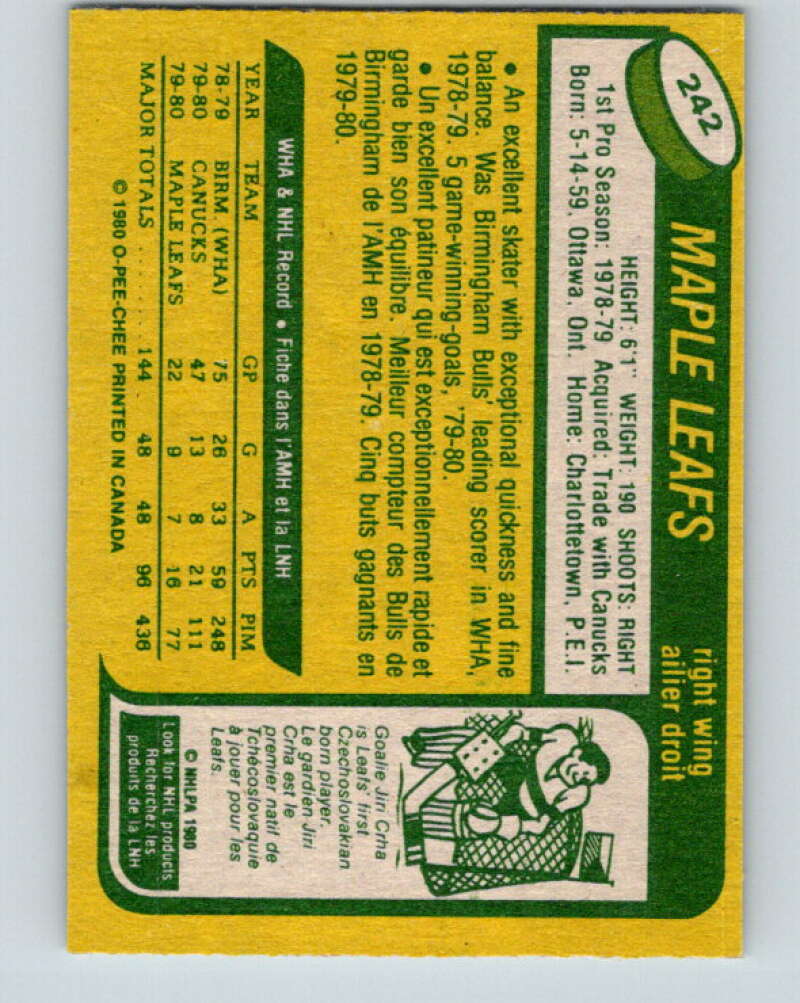 242
MAPLE LEAFS
right wing
ailier droit
HEIGHT: 6'1" WEIGHT: 190 SHOOTS: RIGHT
1st Pro Season: 1978-79 Acquired: Trade with Canucks
Born: 5-14-59, Ottawa, Ont. Home: Charlottetown, P.E.I.
• An excellent skater with exceptional quickness and fine
balance. Was Birmingham Bulls' leading scorer in WHA,
1978-79. 5 game-winning-goals, '79-80.
• Un excellent patineur qui est exceptionnellement rapide et
garde bien son équilibre. Meilleur compteur des Bulls de
Birmingham de l'AMH en 1978-79. Cinq buts gagnants en
1979-80.
WHA & NHL Record • Fiche dans l'AMH et la LNH
YEAR TEAM GP G A PTS PIM
78-79 BIRM. (WHA) 75 26 33 59 248
79-80 CANUCKS 47 13 8 21 111
79-80 MAPLE LEAFS 22 9 7 16 77
MAJOR TOTALS ........ 144 48 48 96 436
© 1980 O-PEE-CHEE PRINTED IN CANADA
Goalie Jiri Crha
is Leafs' first
Czechoslovakian
born player.
Le gardien Jiri
Crha est le
premier natif de
Tchécoslovaquie
à jouer pour les
Leafs.
© NHLPA 1980
Look for NHL products
Recherchez les
produits de la LNH